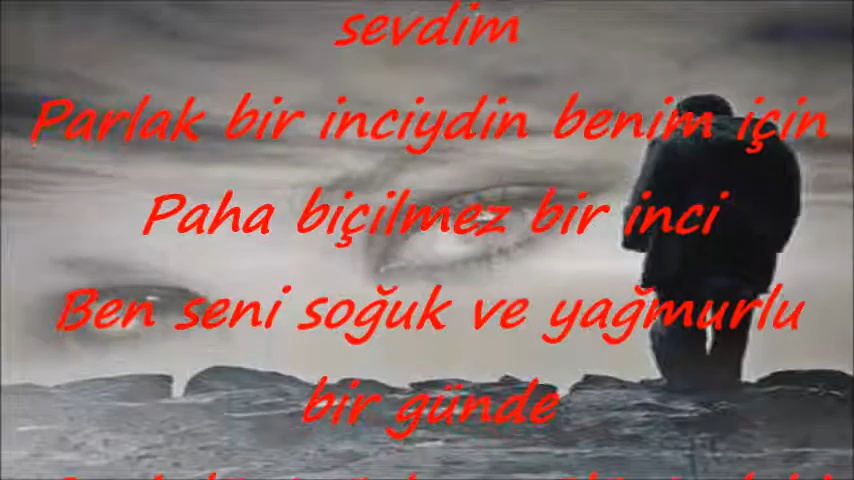 sevdim
Parlak bir inciydin benim için
Paha biçilmez bir inci
Ben seni soğuk ve yağmurlu
bir günde